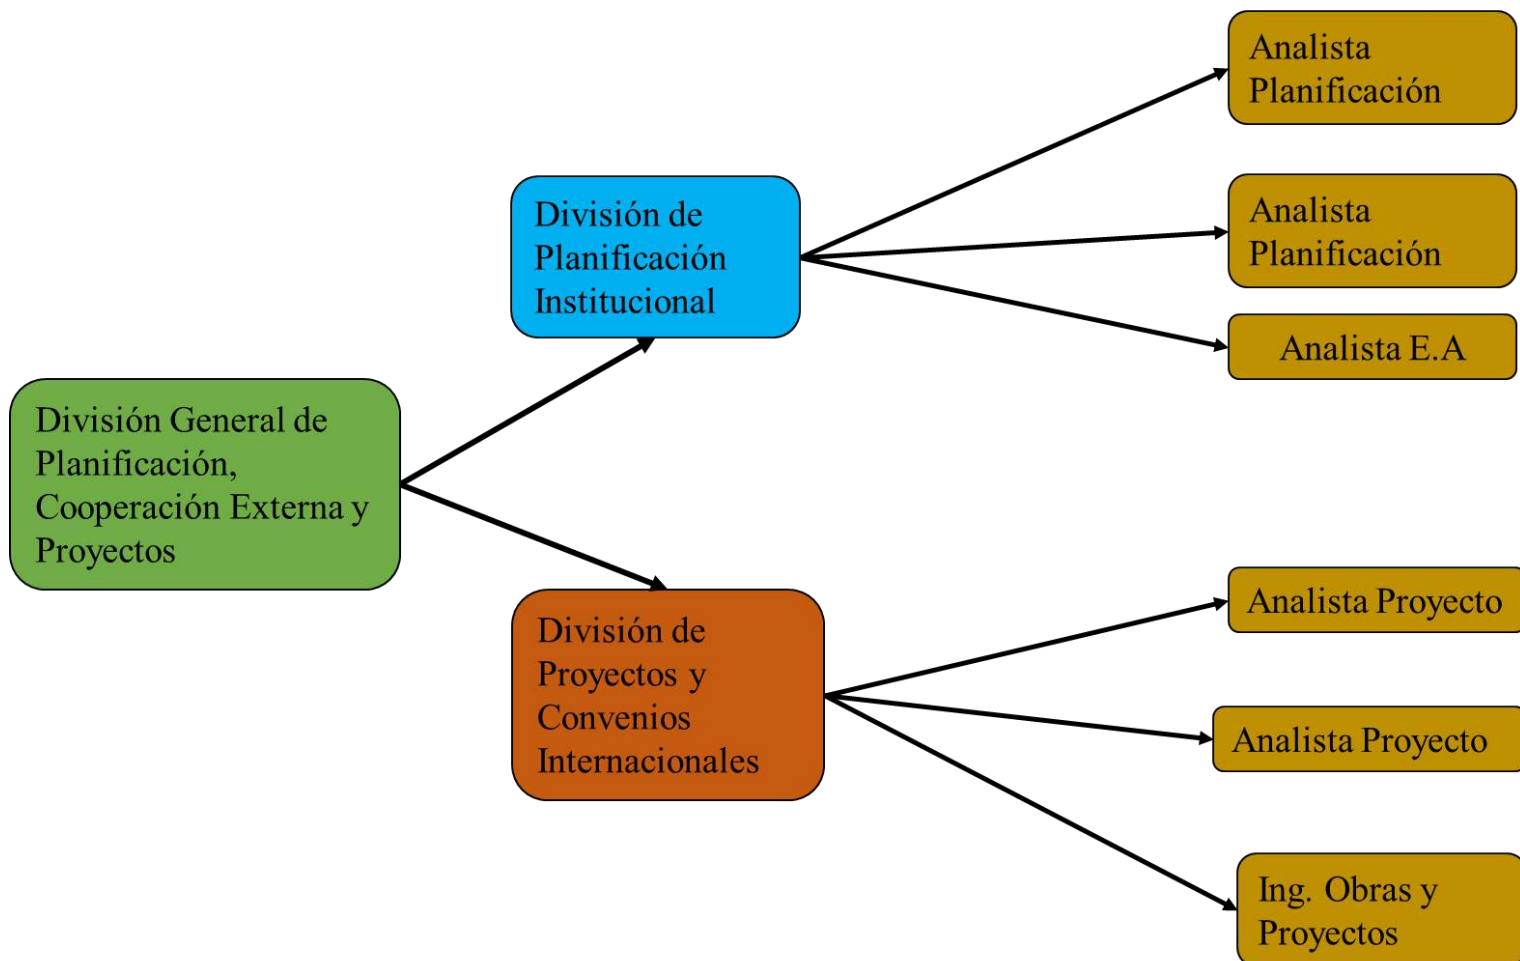 División General de
Planificación,
Cooperación Externa y
Proyectos
División de
Planificación
Institucional
División de
Proyectos y
Convenios
Internacionales
Analista
Planificación
Analista
Planificación
Analista E.A
Analista Proyecto
Analista Proyecto
Ing. Obras y
Proyectos